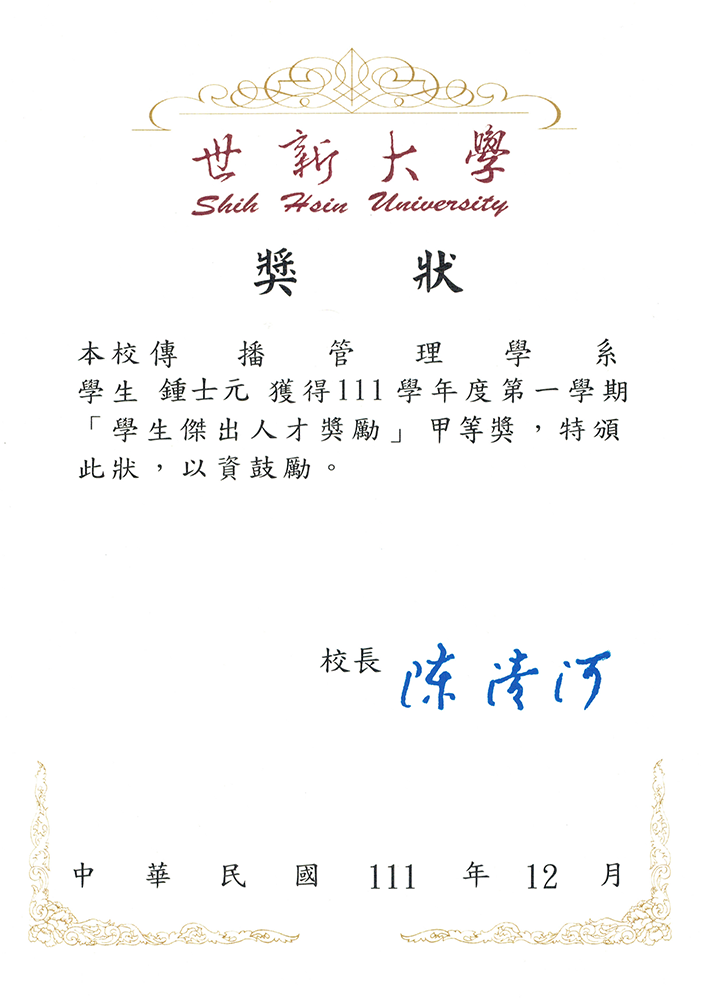 世新大學
Shih Hsin University
獎狀
本校傳播管理學系
學生 鍾士元 獲得111學年度第一學期
「學生傑出人才獎勵」甲等獎，特頒
此狀，以資鼓勵。
校長 陳清河
中華民國 111 年 12 月